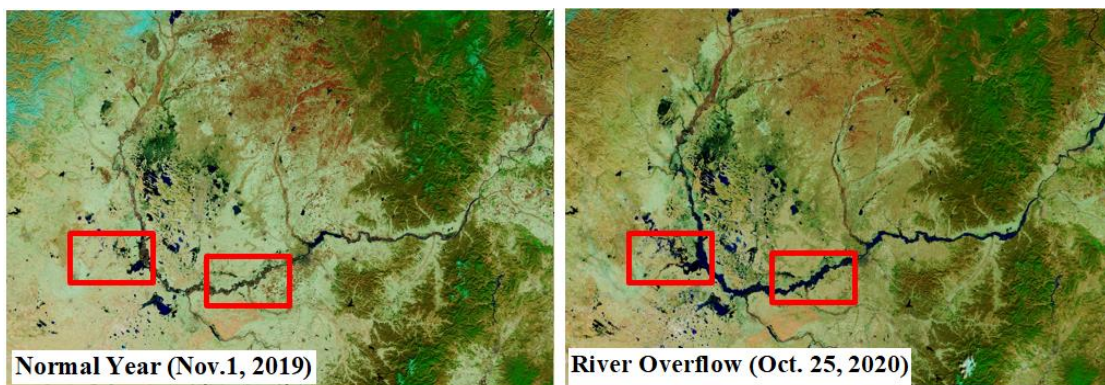 Normal Year (Nov.1, 2019)
River Overflow (Oct. 25, 2020)